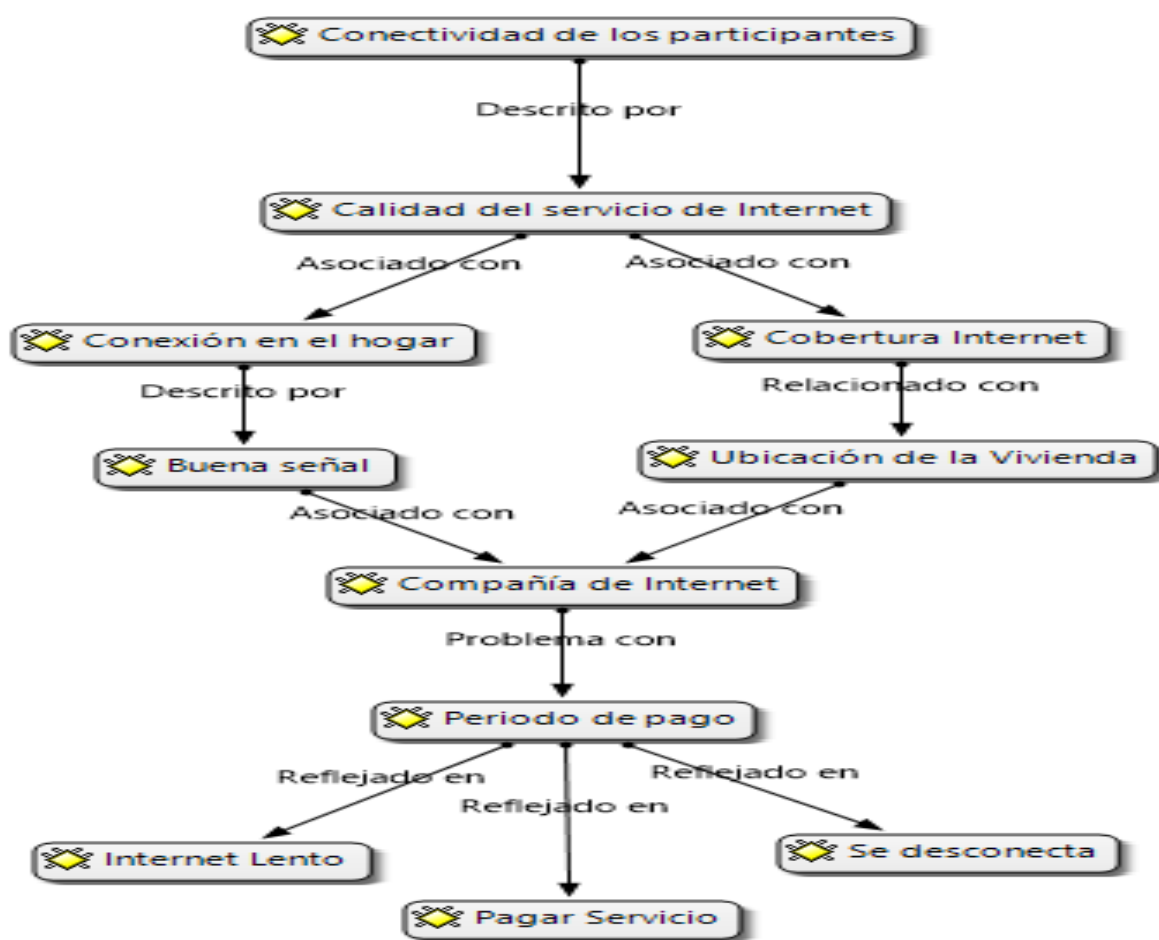 Conectividad de los participantes
Descrito por
Calidad del servicio de Internet
Asociado con
Asociado con
Conexión en el hogar
Cobertura Internet
Descrito por
Relacionado con
Buena señal
Ubicación de la Vivienda
Asociado con
Asociado con
Compañía de Internet
Problema con
Periodo de pago
Reflejado en
Reflejado en
Reflejado en
Internet Lento
Se desconecta
Pagar Servicio